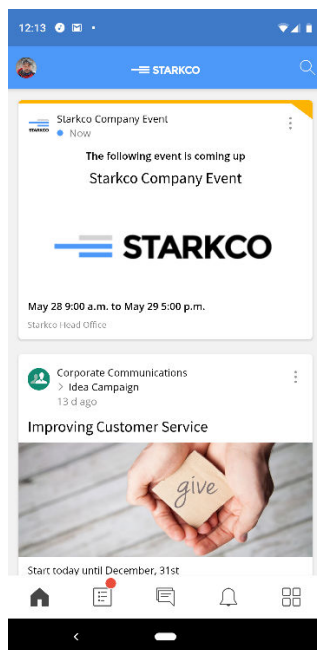 12:13
STARKCO
Starkco Company Event
STARKCO
Now
The following event is coming up
Starkco Company Event
STARKCO
May 28 9:00 a.m. to May 29 5:00 p.m.
Starkco Head Office
Corporate Communications
> Idea Campaign
13 d ago
Improving Customer Service
give
Start today until December, 31st